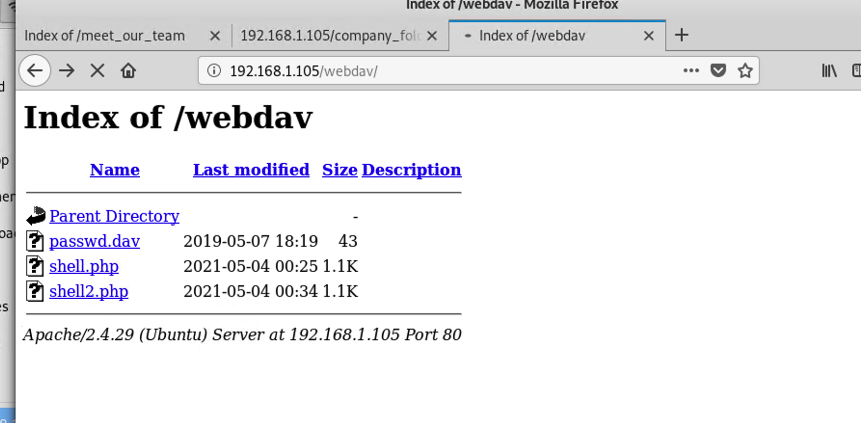 Index of /webdav - Mozilla Firefox
Index of /meet_our_team
192.168.1.105/company_fol
Index of /webdav
192.168.1.105/webdav/
Index of /webdav
Name Last modified Size Description
Parent Directory -
passwd.dav 2019-05-07 18:19 43
shell.php 2021-05-04 00:25 1.1K
shell2.php 2021-05-04 00:34 1.1K
Apache/2.4.29 (Ubuntu) Server at 192.168.1.105 Port 80